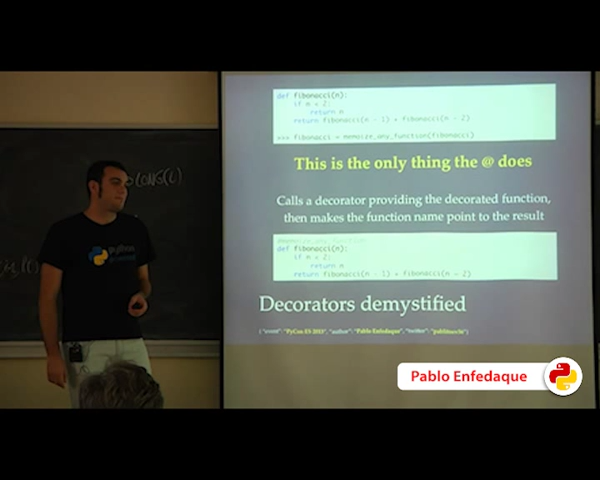 def fibonacci(n):
if n < 2:
return n
return fibonacci(n - 1) + fibonacci(n - 2)
>>> fibonacci = memoize_any_function(fibonacci)
This is the only thing the @ does
LONG(L)
Calls a decorator providing the decorated function,
then makes the function name point to the result
python
@memoize_any_function
def fibonacci(n):
if n < 2:
return n
return fibonacci(n - 1) + fibonacci(n - 2)
Decorators demystified
{ "event": "PyCon ES 2013", "author": "Pablo Enfedaque", "twitter":
Pablo Enfedaque